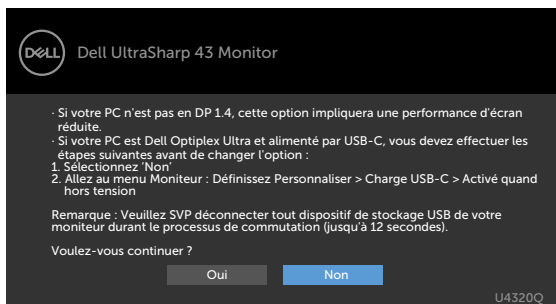 DELL
Dell UltraSharp 43 Monitor
· Si votre PC n'est pas en DP 1.4, cette option impliquera une performance d'écran
réduite.
· Si votre PC est Dell Optiplex Ultra et alimenté par USB-C, vous devez effectuer les
étapes suivantes avant de changer l'option :
1. Sélectionnez 'Non'
2. Allez au menu Moniteur : Définissez Personnaliser > Charge USB-C > Activé quand
hors tension
Remarque : Veuillez SVP déconnecter tout dispositif de stockage USB de votre
moniteur durant le processus de commutation (jusqu'à 12 secondes).
Voulez-vous continuer ?
Oui
Non
U4320Q